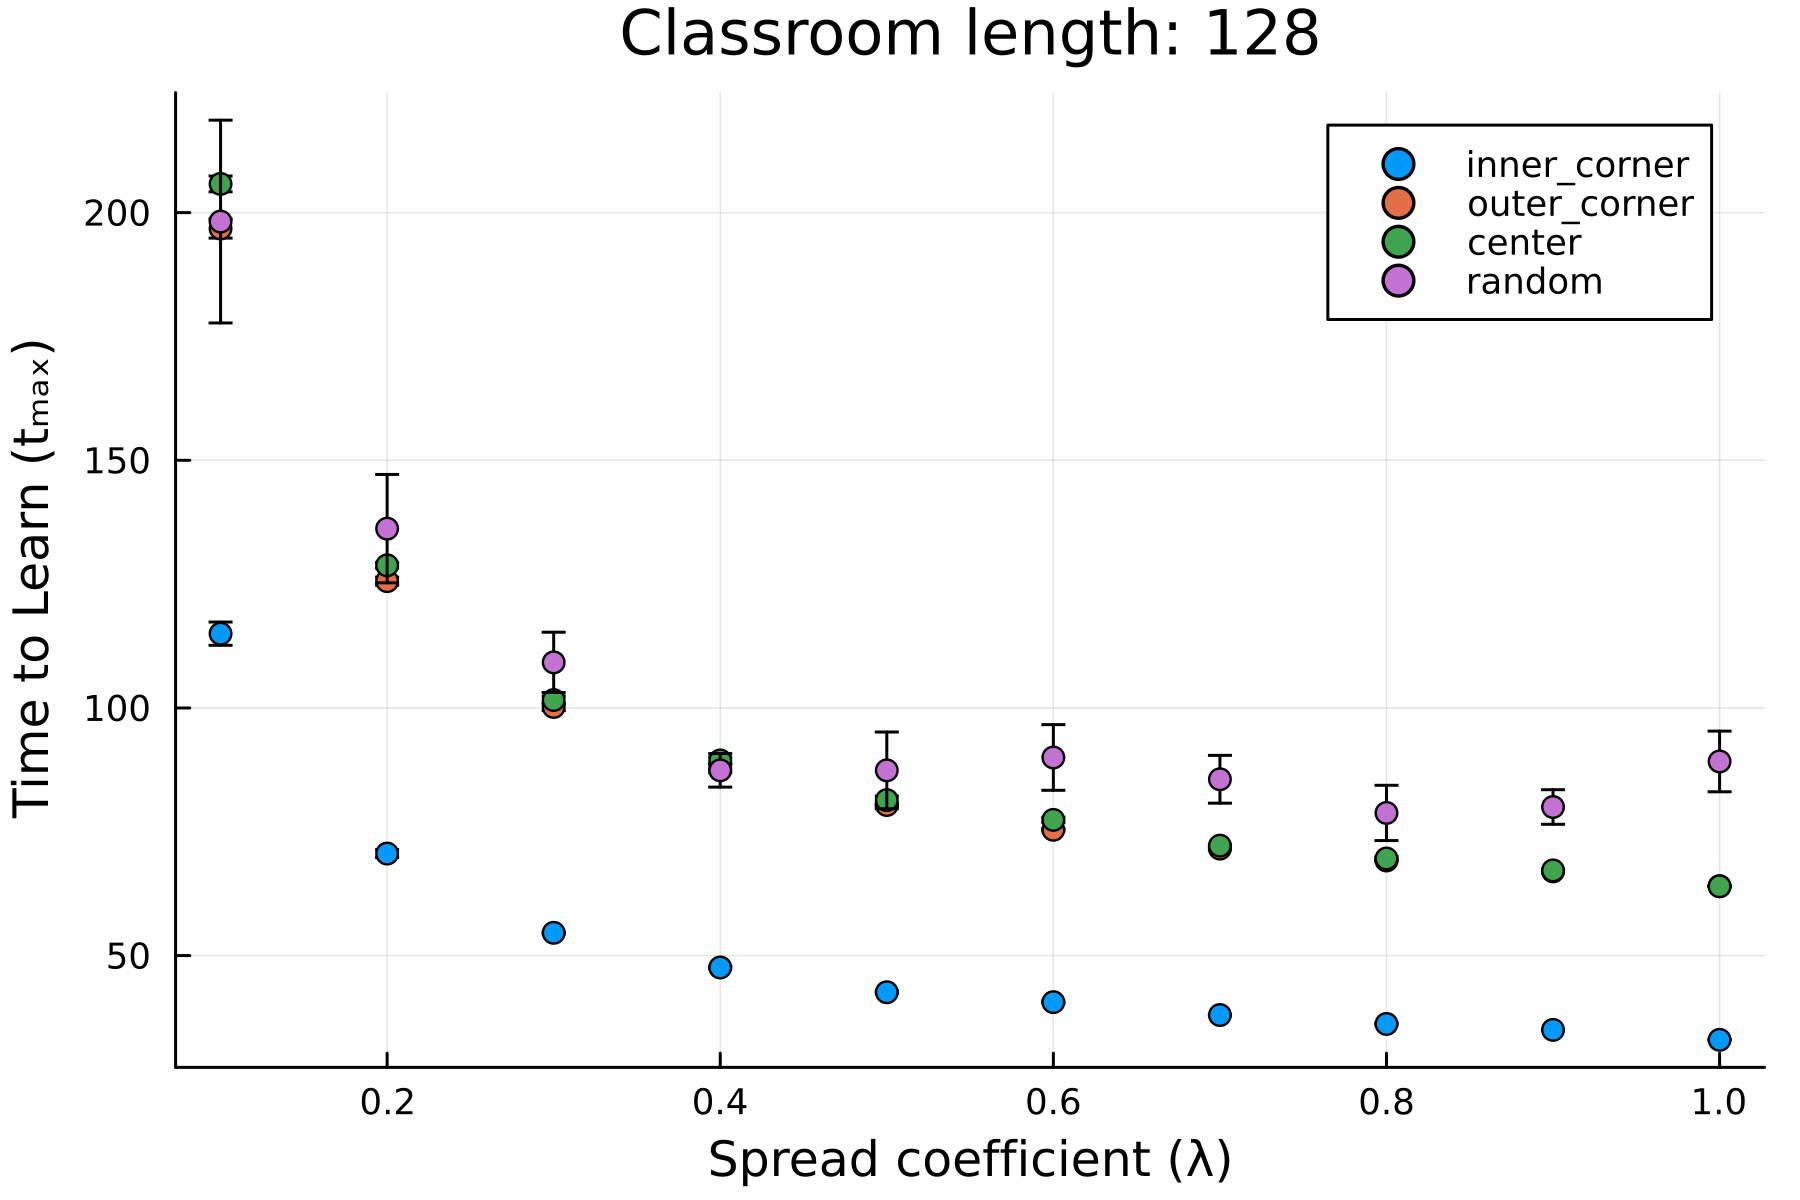 Classroom length: 128
Time to Learn (tₘₐₓ)
200
150
100
50
inner_corner
outer_corner
center
random
0.2 0.4 0.6 0.8 1.0
Spread coefficient (λ)